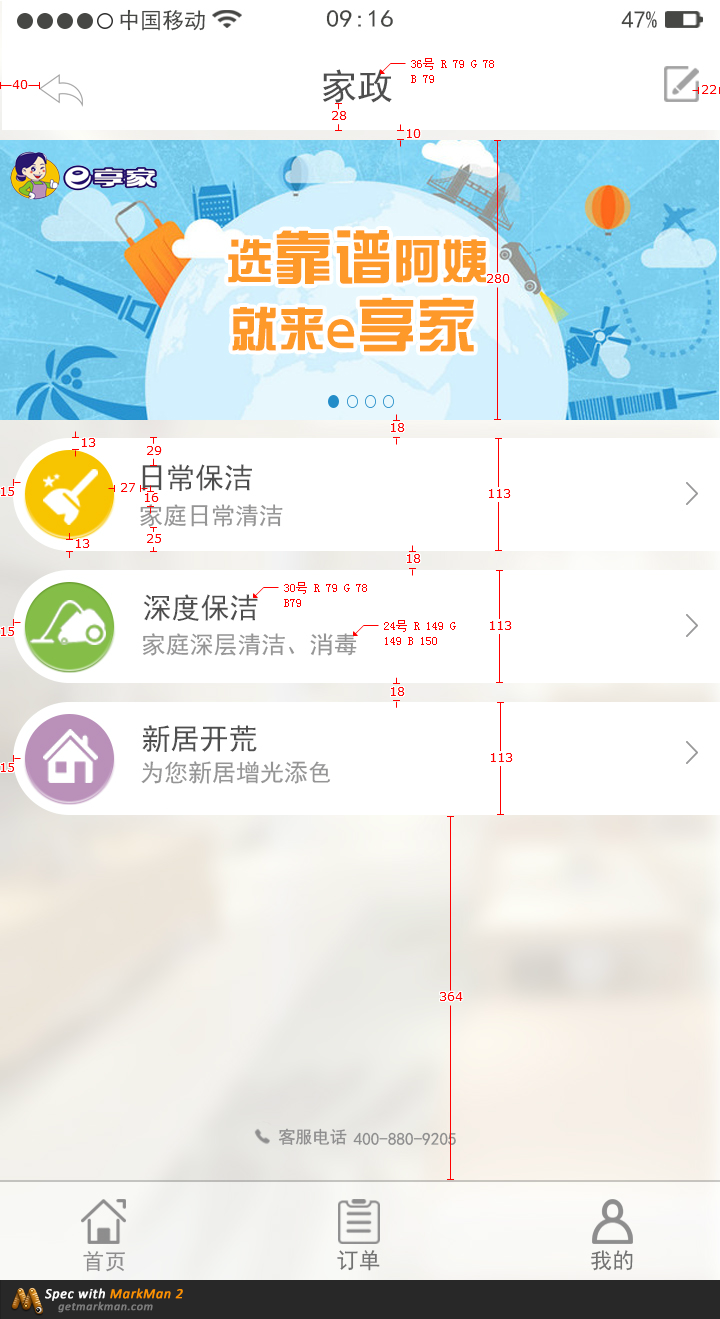 中国移动 09:16 47%
40
家政
36号 R 79 G 78
B 79
22
28
10
e享家
选靠谱阿姨
就来e享家
280
18
13
29
15
27
16
日常保洁
家庭日常清洁
113
13
25
18
深度保洁
30号 R 79 G 78
B79
家庭深层清洁、消毒
24号 R 149 G
149 B 150
15
113
18
新居开荒
为您新居增光添色
15
113
364
客服电话 400-880-9205
首页 订单 我的
Spec with MarkMan 2
getmarkman.com